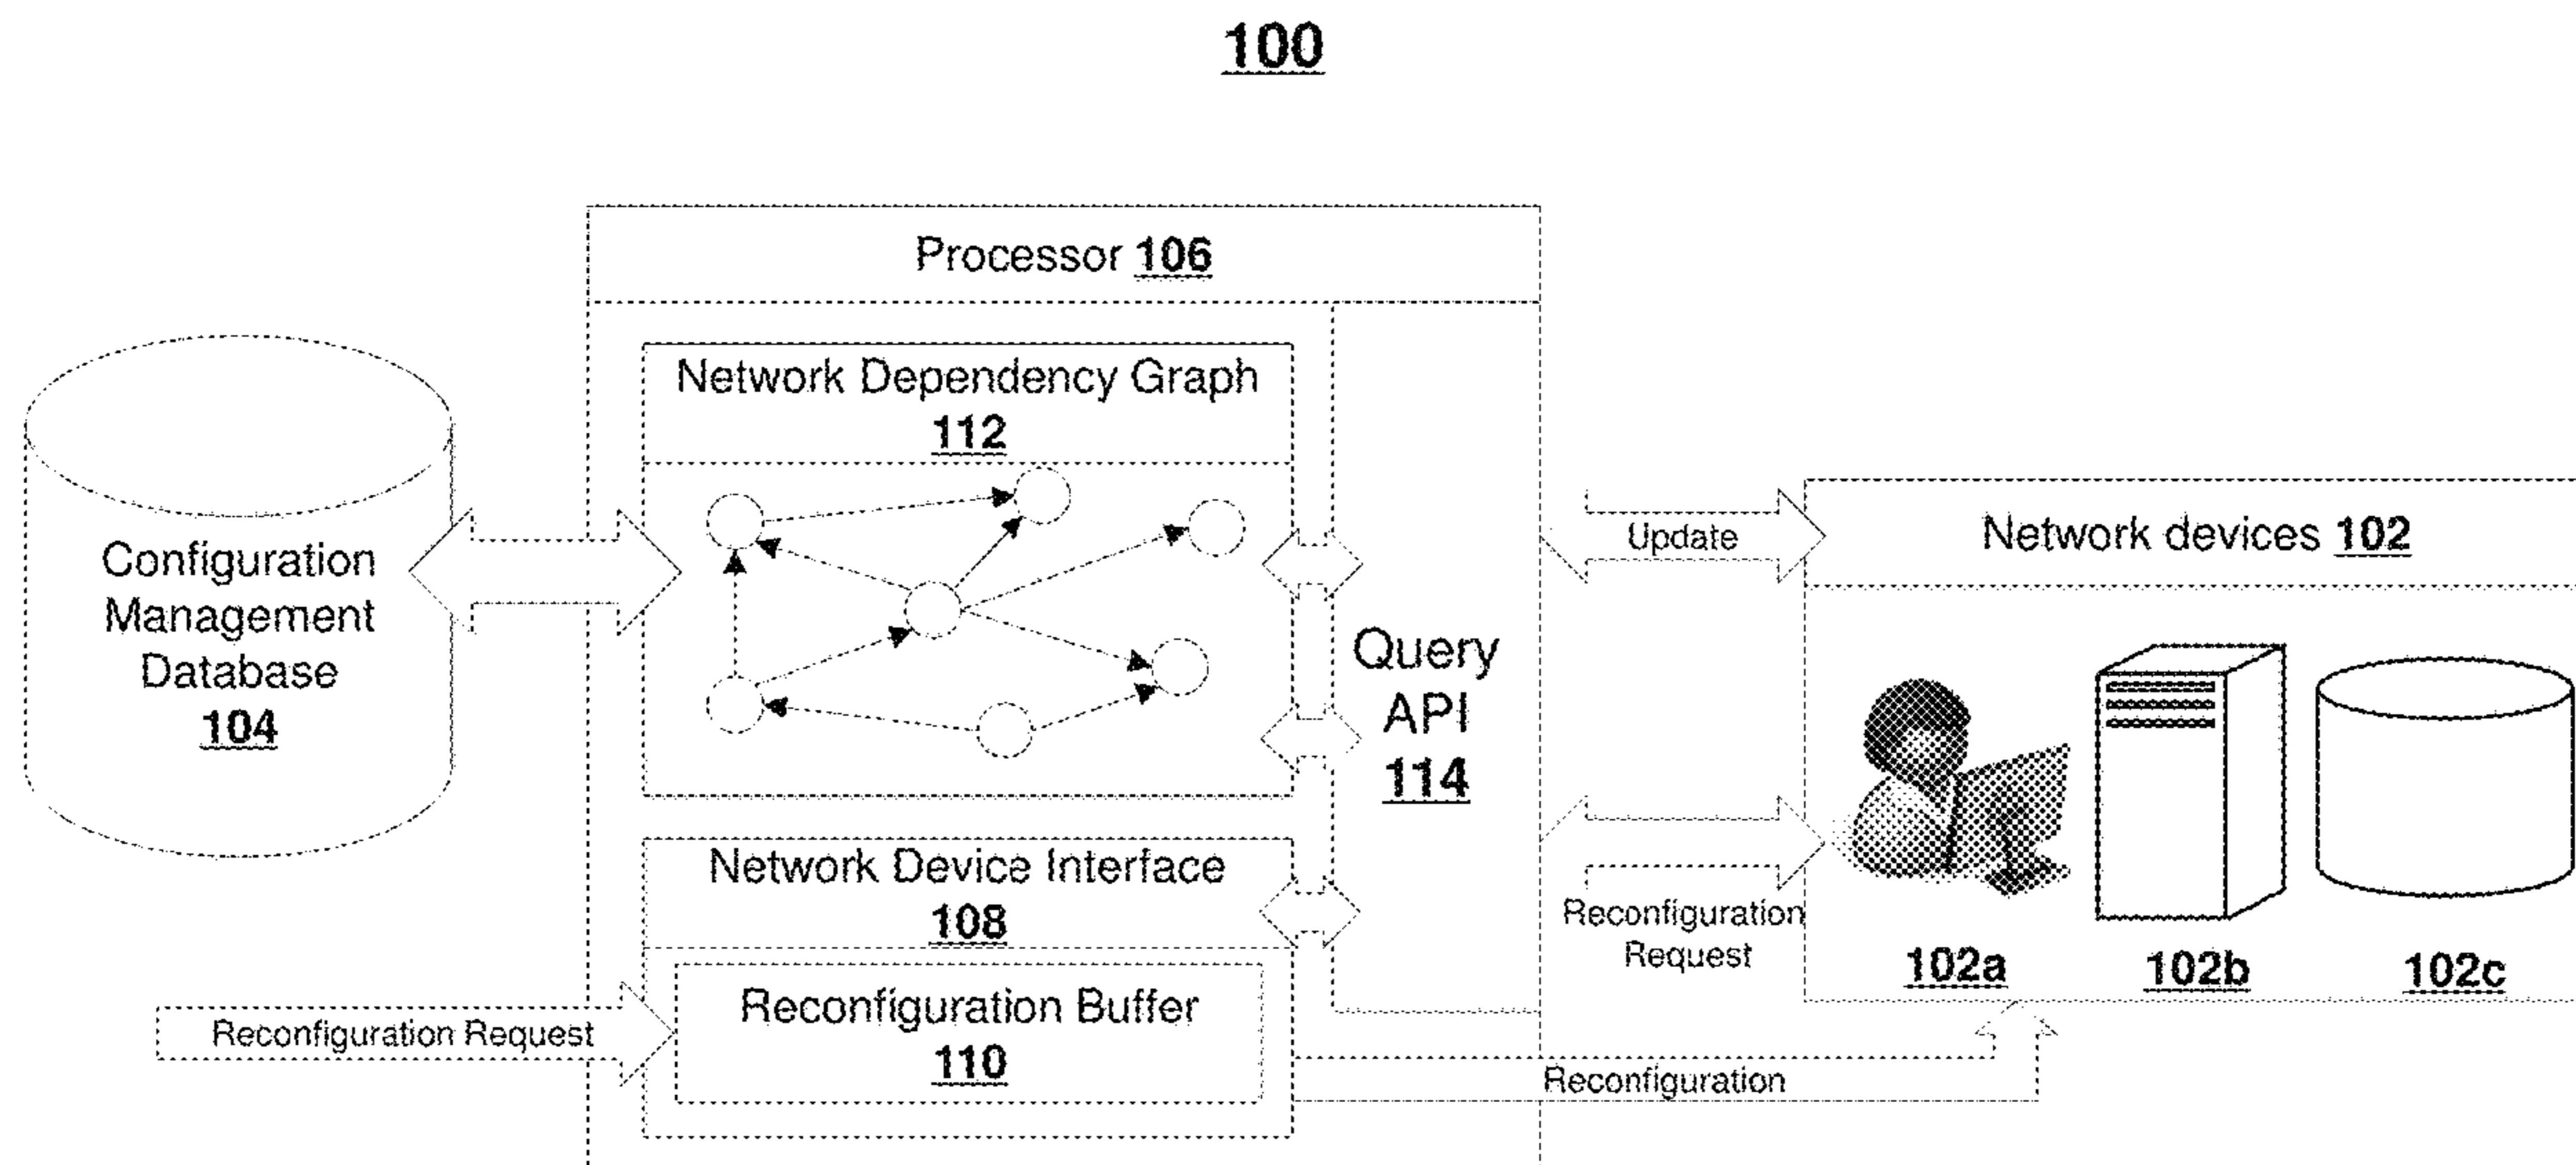 100
Processor 106
Network Dependency Graph
112
Configuration
Management
Database
104
Query
API
114
Update
Network devices 102
Network Device Interface
108
Reconfiguration
Request
102a
102b
102c
Reconfiguration Request
Reconfiguration Buffer
110
Reconfiguration